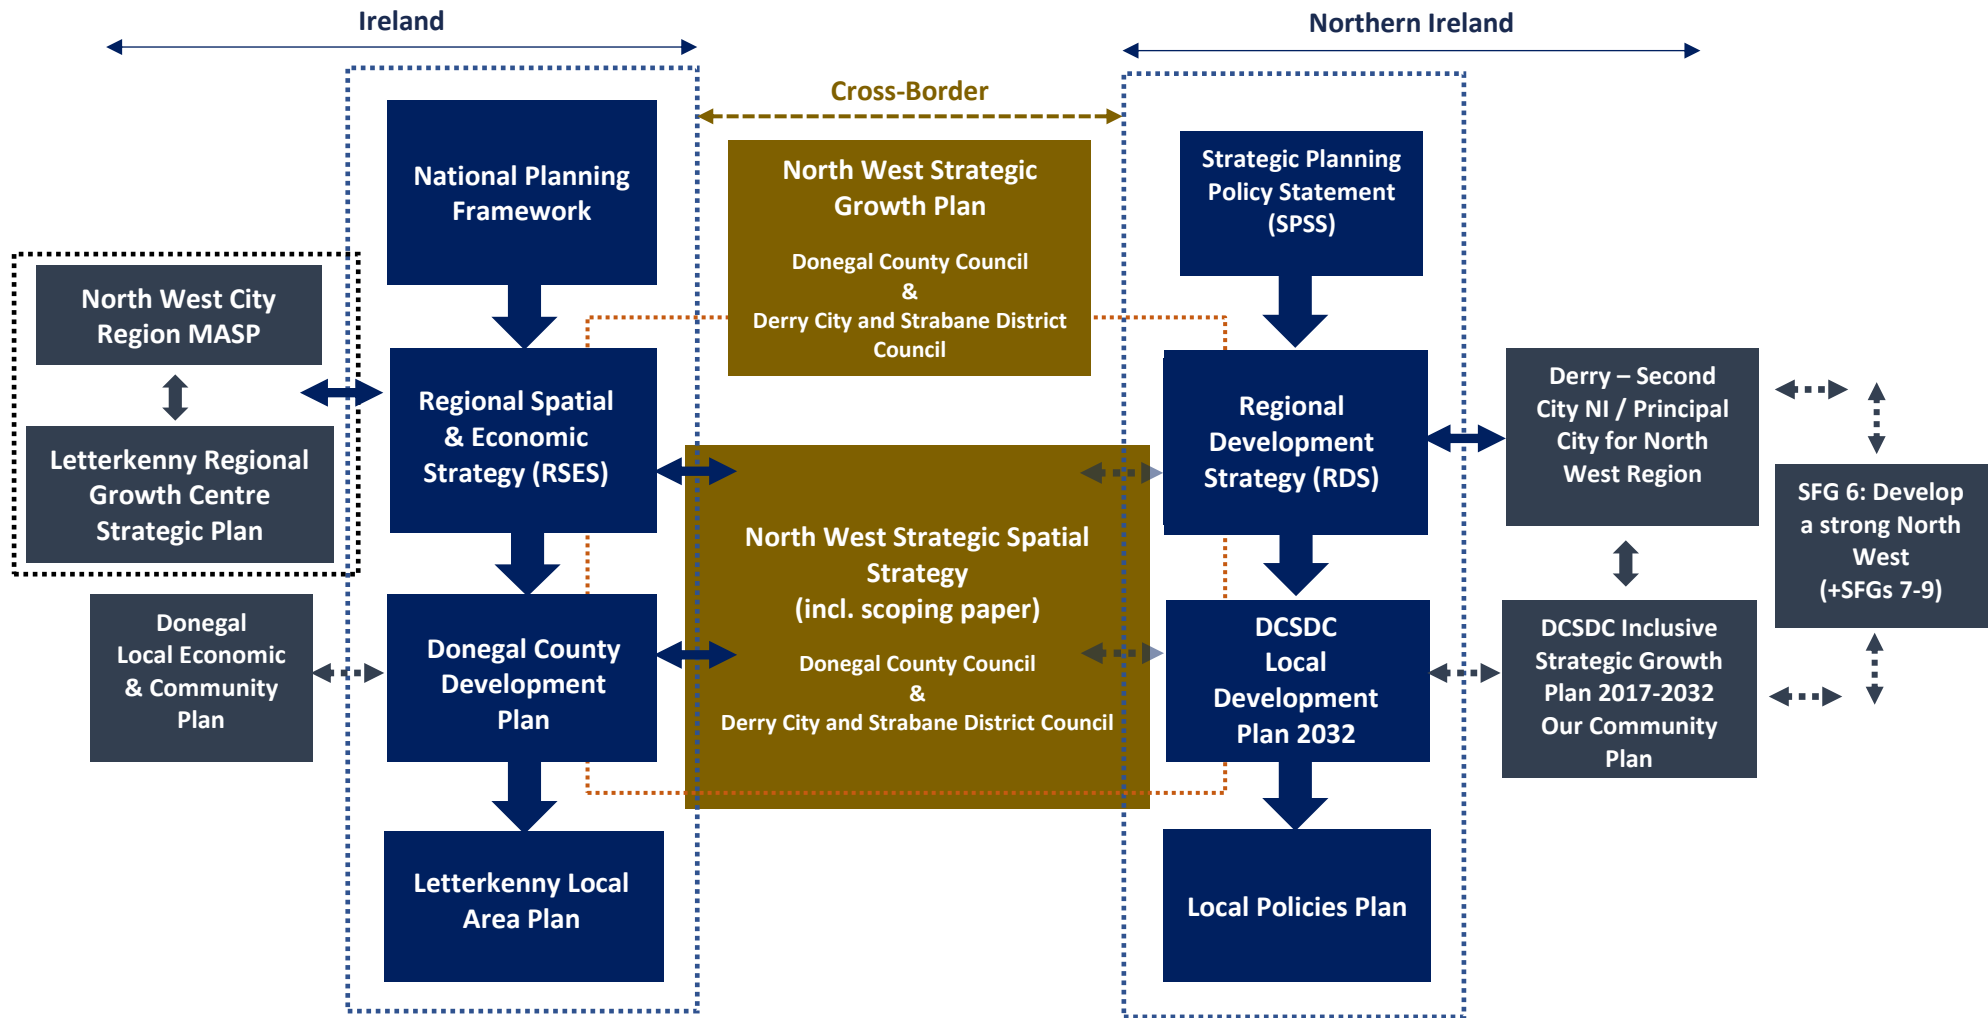 Ireland
Northern Ireland
Cross-Border
National Planning
Framework
North West Strategic
Growth Plan
Donegal County Council
&
Derry City and Strabane District
Council
Strategic Planning
Policy Statement
(SPSS)
North West City
Region MASP
Letterkenny Regional
Growth Centre
Strategic Plan
Regional Spatial
& Economic
Strategy (RSES)
Regional
Development
Strategy (RDS)
Derry – Second
City NI / Principal
City for North
West Region
SFG 6: Develop
a strong North
West
(+SFGs 7-9)
North West Strategic Spatial
Strategy
(incl. scoping paper)
Donegal County Council
&
Derry City and Strabane District Council
Donegal
Local Economic
& Community
Plan
Donegal County
Development
Plan
DCSDC
Local
Development
Plan 2032
DCSDC Inclusive
Strategic Growth
Plan 2017-2032
Our Community
Plan
Letterkenny Local
Area Plan
Local Policies Plan